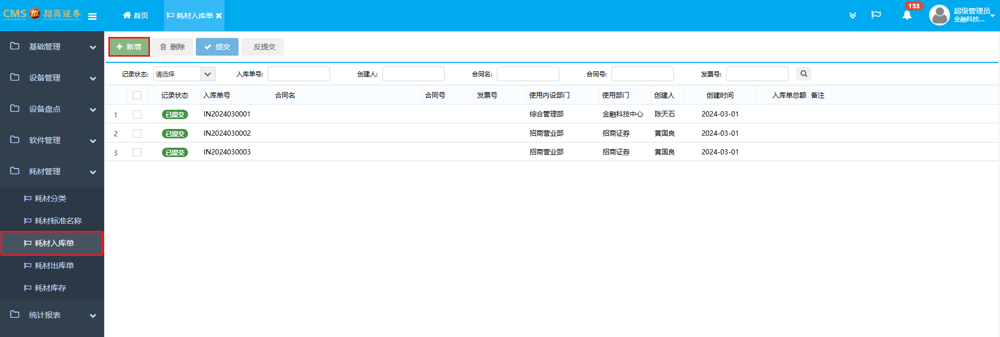 CMS 招商证券
首页
耗材入库单
133
超级管理员
金融科技...
基础管理
设备管理
设备盘点
软件管理
耗材管理
耗材分类
耗材标准名称
耗材入库单
耗材出库单
耗材库存
统计报表
新增 删除 提交 反提交
记录状态: 请选择 入库单号: 创建人: 合同名: 合同号: 发票号:
记录状态 入库单号 合同名 合同号 发票号 使用内设部门 使用部门 创建人 创建时间 入库单总额 备注
1 已提交 IN2024030001 综合管理部 金融科技中心 陈天石 2024-03-01
2 已提交 IN2024030002 招商营业部 招商证券 黄国良 2024-03-01
3 已提交 IN2024030003 招商营业部 招商证券 黄国良 2024-03-01